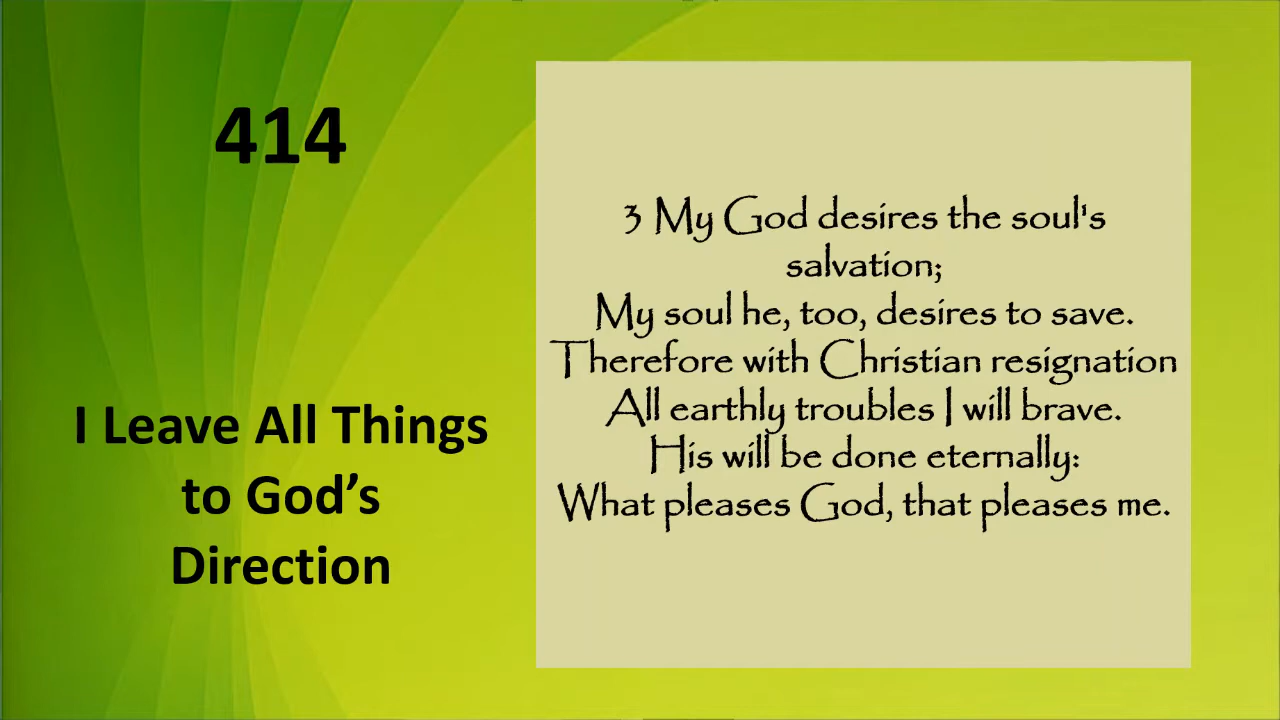 414
I Leave All Things
to God’s
Direction
3 My God desires the soul's
salvation;
My soul he, too, desires to save.
Therefore with Christian resignation
All earthly troubles I will brave.
His will be done eternally:
What pleases God, that pleases me.